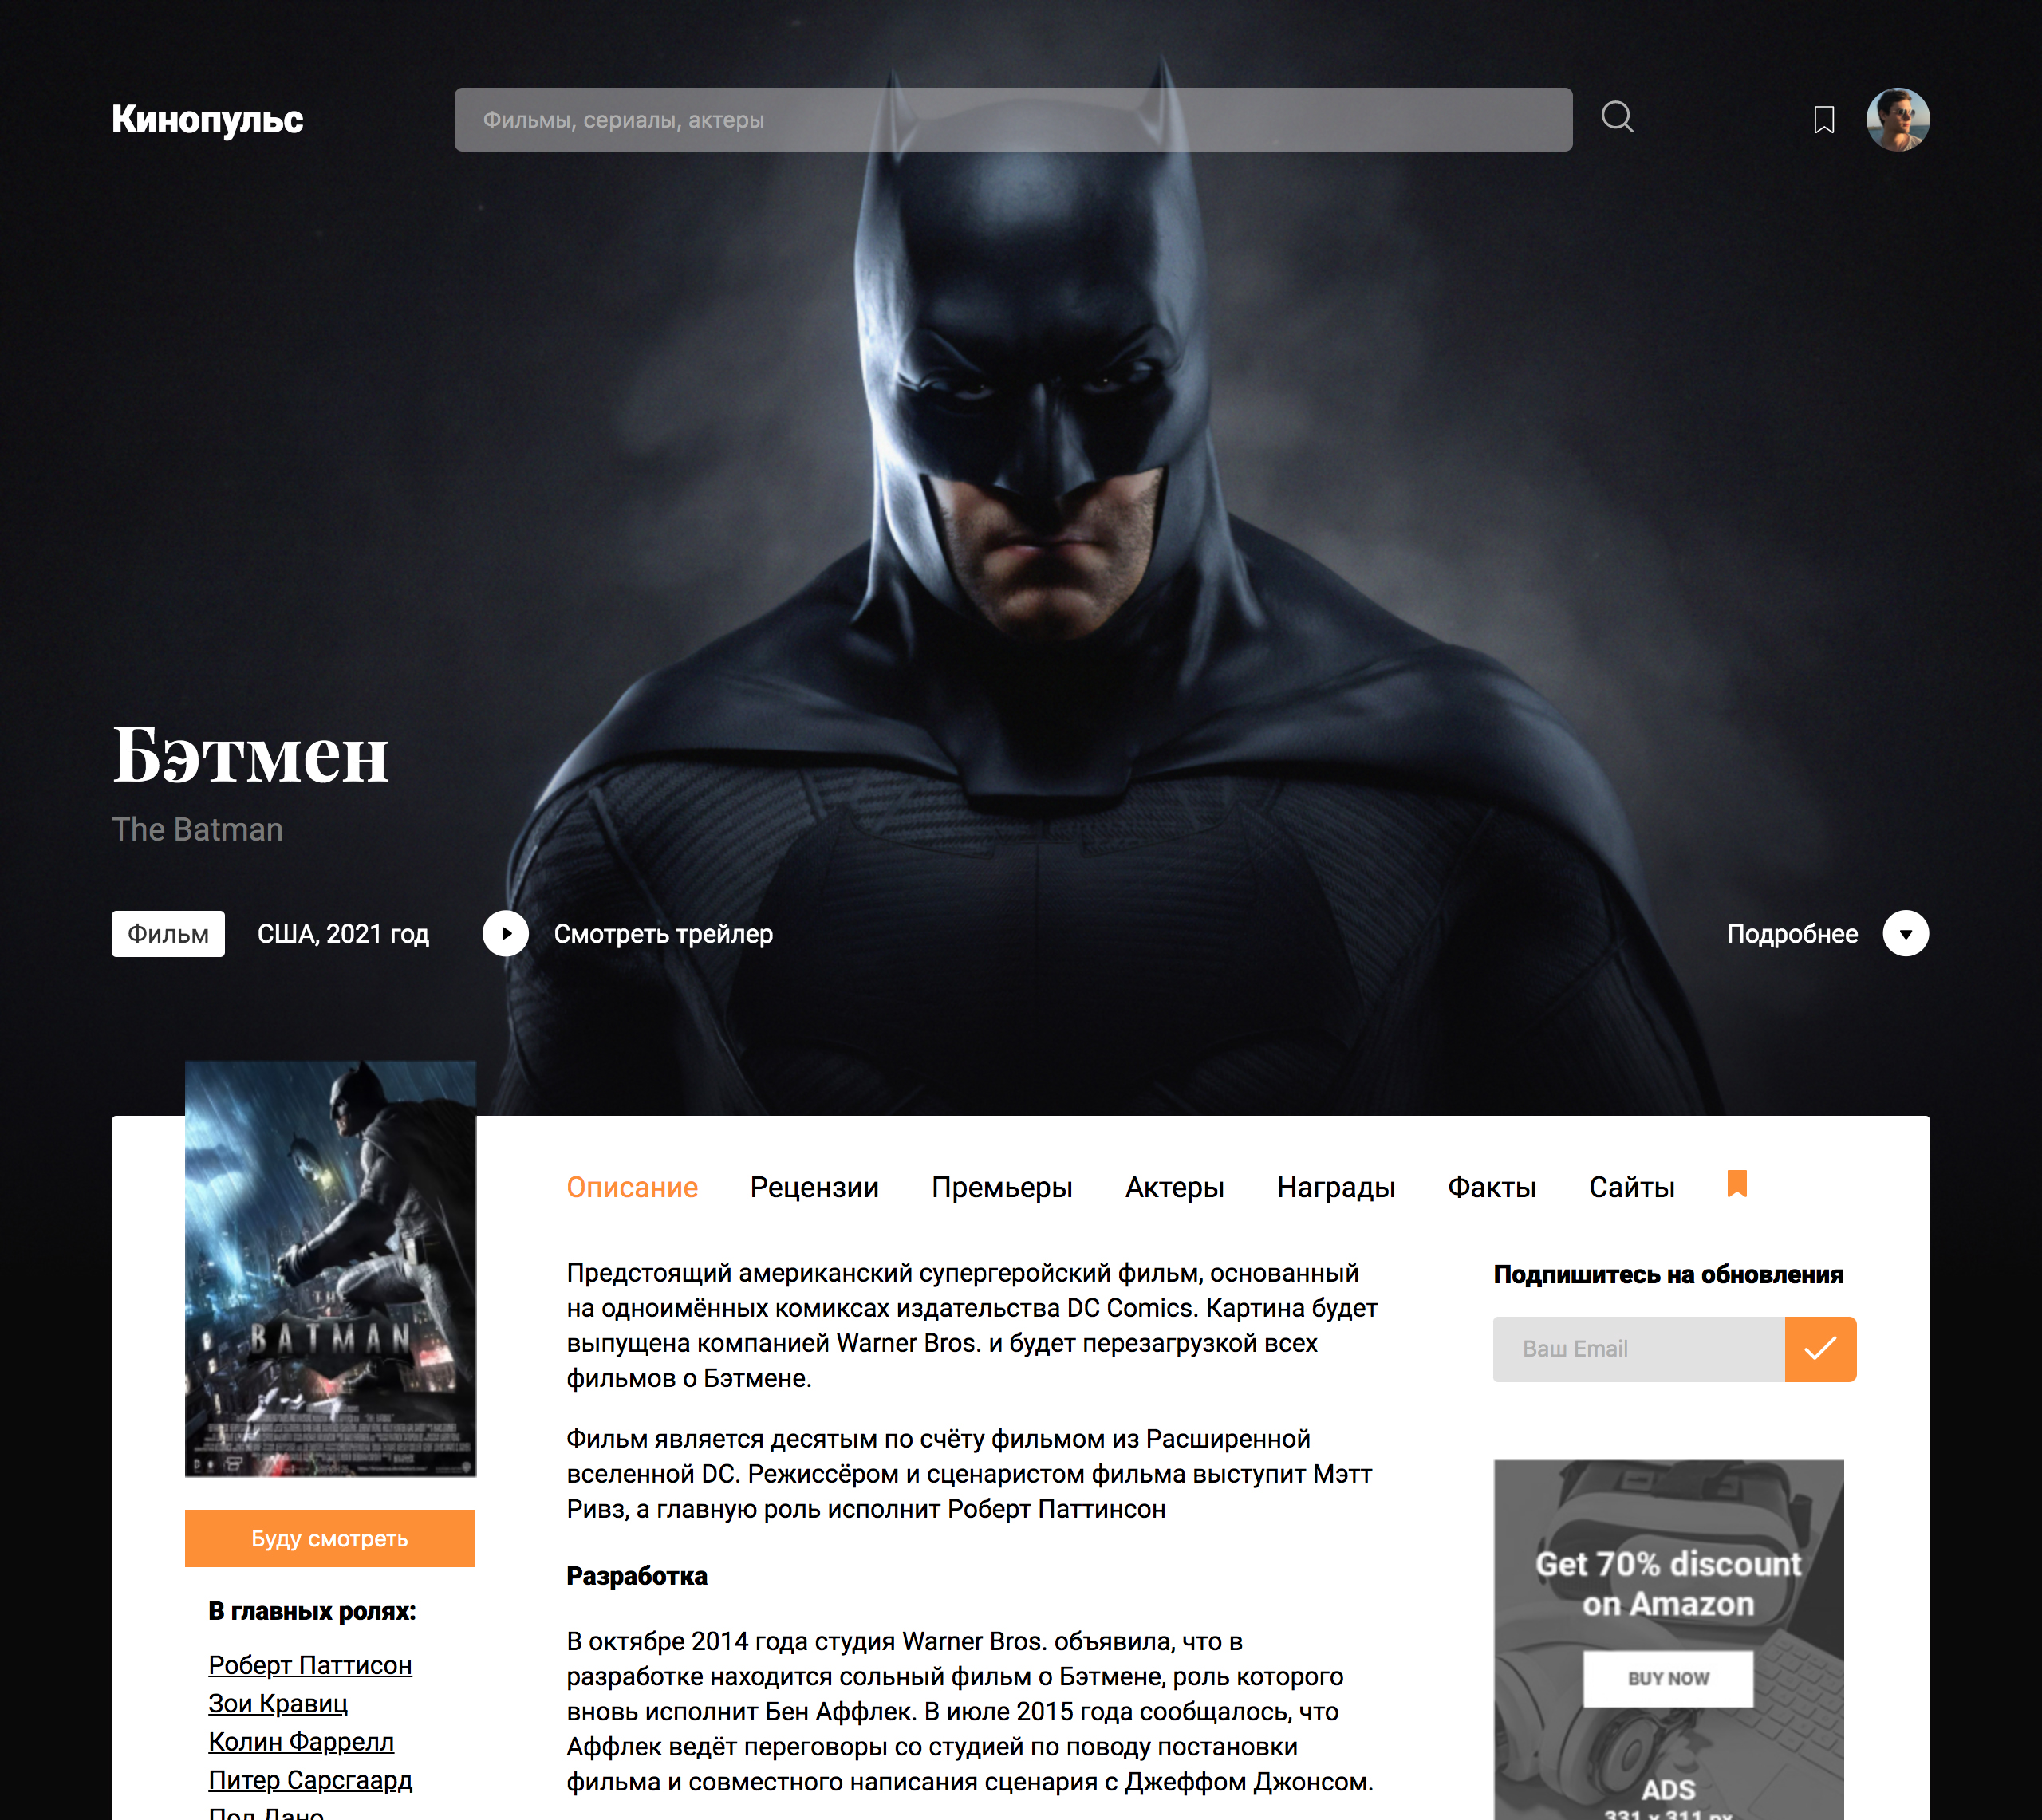 Кинопульс
Фильмы, сериалы, актеры
Бэтмен
The Batman
Фильм
США, 2021 год
Смотреть трейлер
Подробнее
BATMAN
Буду смотреть
В главных ролях:
Роберт Паттисон
Зои Кравиц
Колин Фаррелл
Питер Сарсгаард
Пол Дано
Описание
Рецензии
Премьеры
Актеры
Награды
Факты
Сайты
Предстоящий американский супергеройский фильм, основанный
на одноимённых комиксах издательства DC Comics. Картина будет
выпущена компанией Warner Bros. и будет перезагрузкой всех
фильмов о Бэтмене.
Фильм является десятым по счёту фильмом из Расширенной
вселенной DC. Режиссёром и сценаристом фильма выступит Мэтт
Ривз, а главную роль исполнит Роберт Паттинсон
Разработка
В октябре 2014 года студия Warner Bros. объявила, что в
разработке находится сольный фильм о Бэтмене, роль которого
вновь исполнит Бен Аффлек. В июле 2015 года сообщалось, что
Аффлек ведёт переговоры со студией по поводу постановки
фильма и совместного написания сценария с Джеффом Джонсом.
Подпишитесь на обновления
Ваш Email
Get 70% discount
on Amazon
BUY NOW
ADS
331 x 311 px